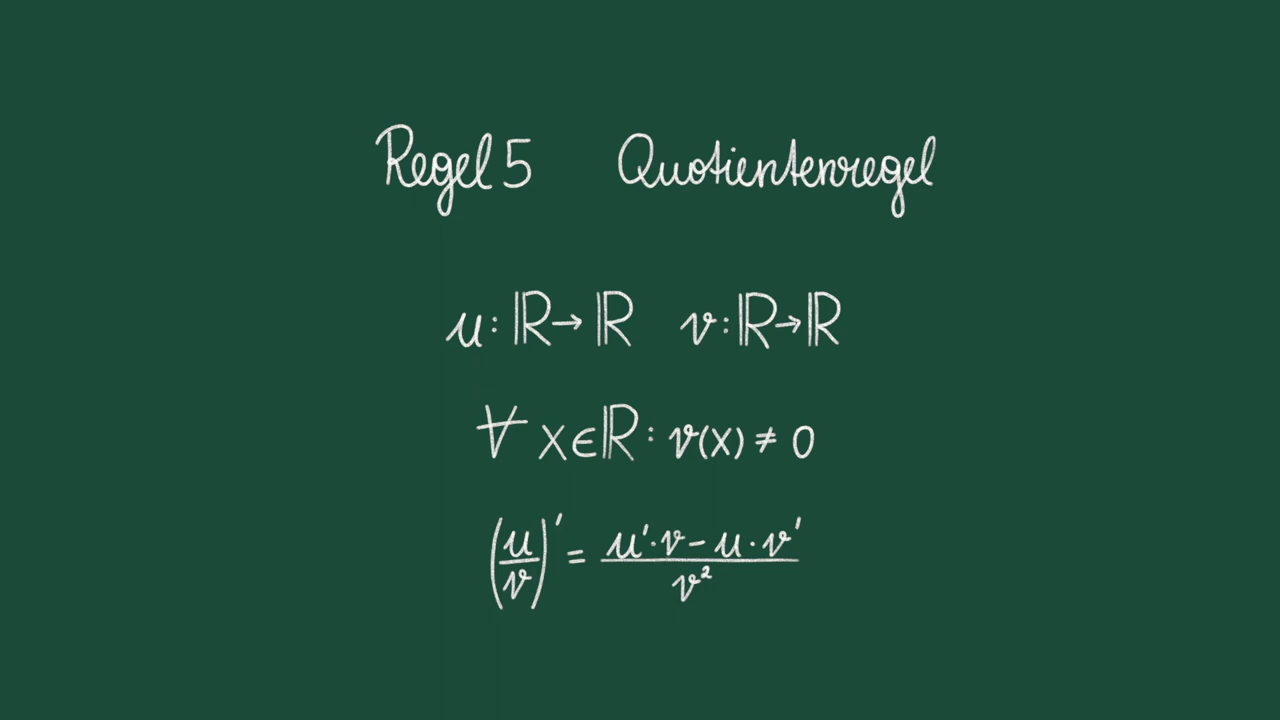 Regel 5 Quotientenregel
u: ℝ→ℝ v: ℝ→ℝ
∀ x∈ℝ: v(x) ≠ 0
(u/v)' = (u'·v - u·v')/v²